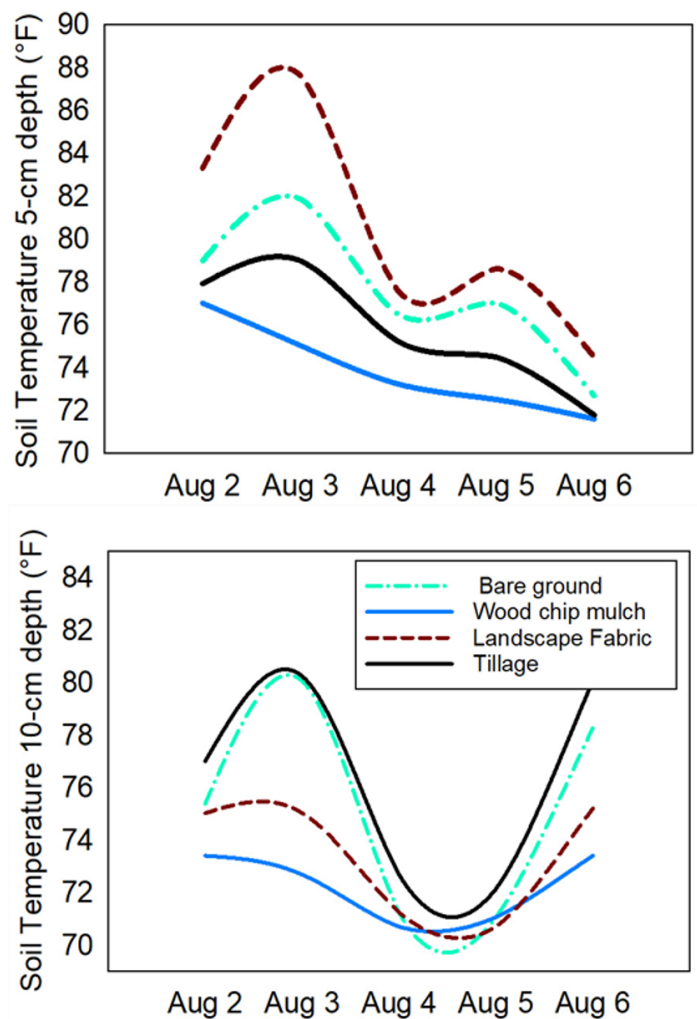 Soil Temperature 5-cm depth (°F)
90
88
86
84
82
80
78
76
74
72
70
Aug 2 Aug 3 Aug 4 Aug 5 Aug 6
Soil Temperature 10-cm depth (°F)
84
82
80
78
76
74
72
70
Bare ground
Wood chip mulch
Landscape Fabric
Tillage
Aug 2 Aug 3 Aug 4 Aug 5 Aug 6